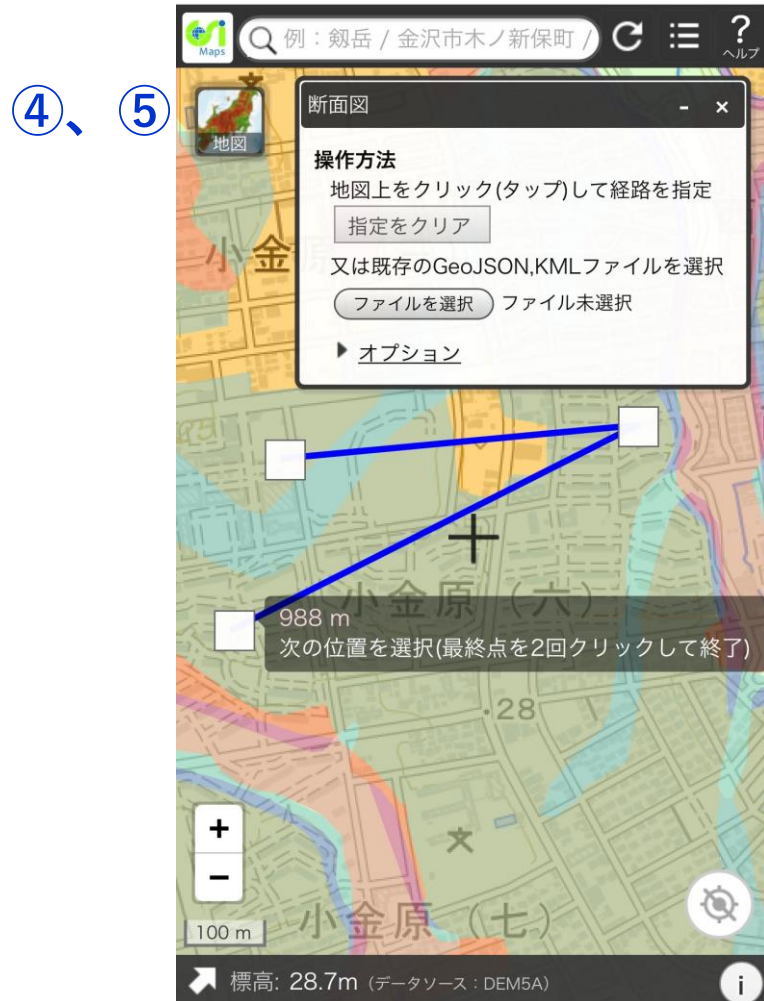 ④、⑤
GSI
Maps
例：剱岳 / 金沢市木ノ新保町 /
?
ヘルプ
地図
断面図
- ×
操作方法
地図上をクリック(タップ)して経路を指定
指定をクリア
又は既存のGeoJSON,KMLファイルを選択
ファイルを選択 ファイル未選択
オプション
小金
小金原（六）
988 m
次の位置を選択(最終点を2回クリックして終了)
･28
+
−
100 m
小金原（七）
標高: 28.7m（データソース：DEM5A）
i